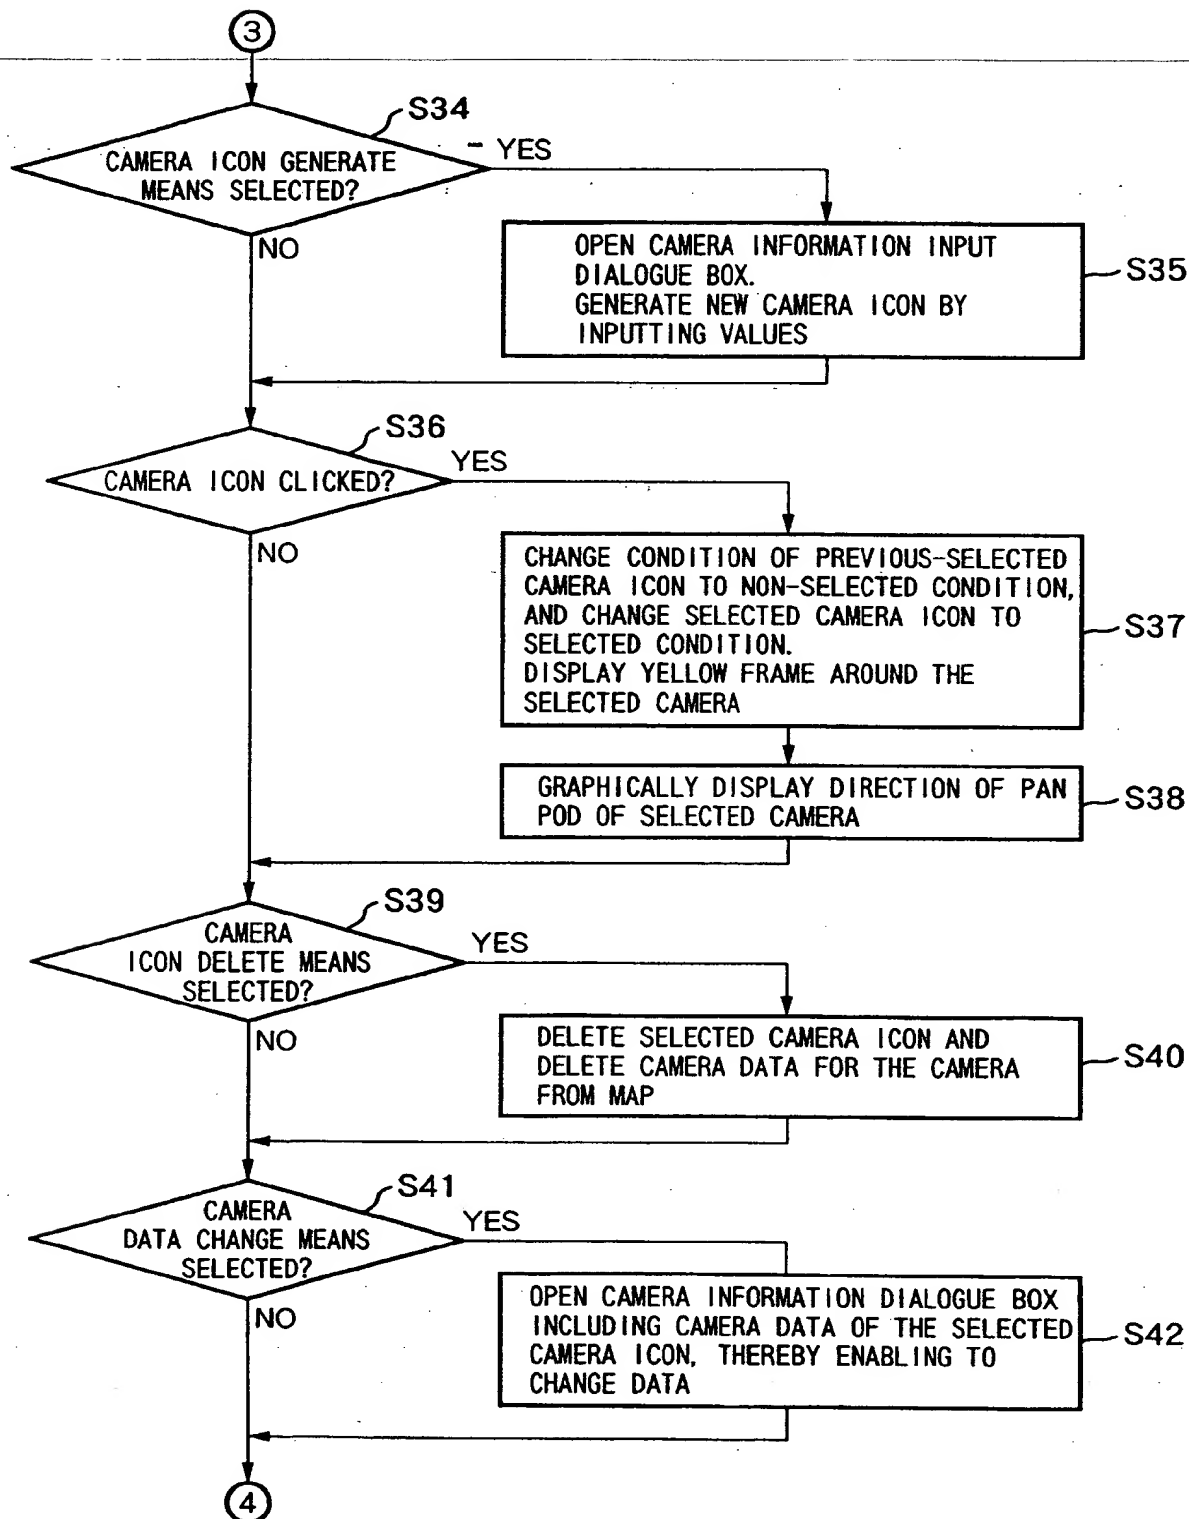 3
S34
CAMERA ICON GENERATE
MEANS SELECTED?
YES
NO
OPEN CAMERA INFORMATION INPUT
DIALOGUE BOX.
GENERATE NEW CAMERA ICON BY
INPUTTING VALUES
S35
S36
CAMERA ICON CLICKED?
YES
NO
CHANGE CONDITION OF PREVIOUS-SELECTED
CAMERA ICON TO NON-SELECTED CONDITION,
AND CHANGE SELECTED CAMERA ICON TO
SELECTED CONDITION.
DISPLAY YELLOW FRAME AROUND THE
SELECTED CAMERA
S37
GRAPHICALLY DISPLAY DIRECTION OF PAN
POD OF SELECTED CAMERA
S38
S39
CAMERA
ICON DELETE MEANS
SELECTED?
YES
NO
DELETE SELECTED CAMERA ICON AND
DELETE CAMERA DATA FOR THE CAMERA
FROM MAP
S40
S41
CAMERA
DATA CHANGE MEANS
SELECTED?
YES
NO
OPEN CAMERA INFORMATION DIALOGUE BOX
INCLUDING CAMERA DATA OF THE SELECTED
CAMERA ICON, THEREBY ENABLING TO
CHANGE DATA
S42
4